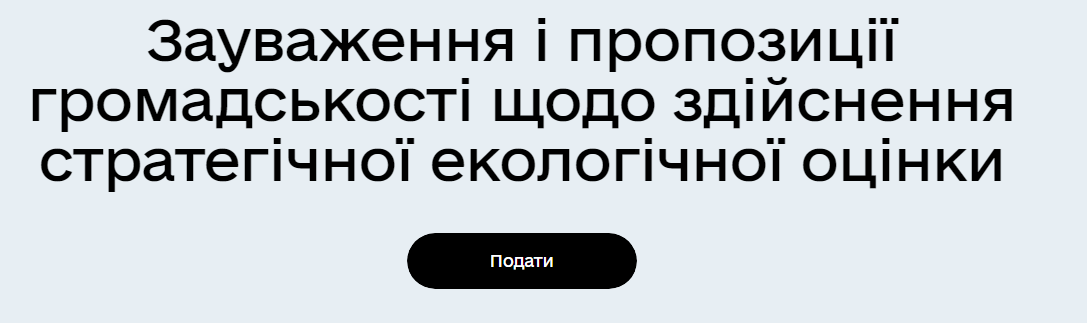 Зауваження і пропозиції
громадськості щодо здійснення
стратегічної екологічної оцінки
Подати